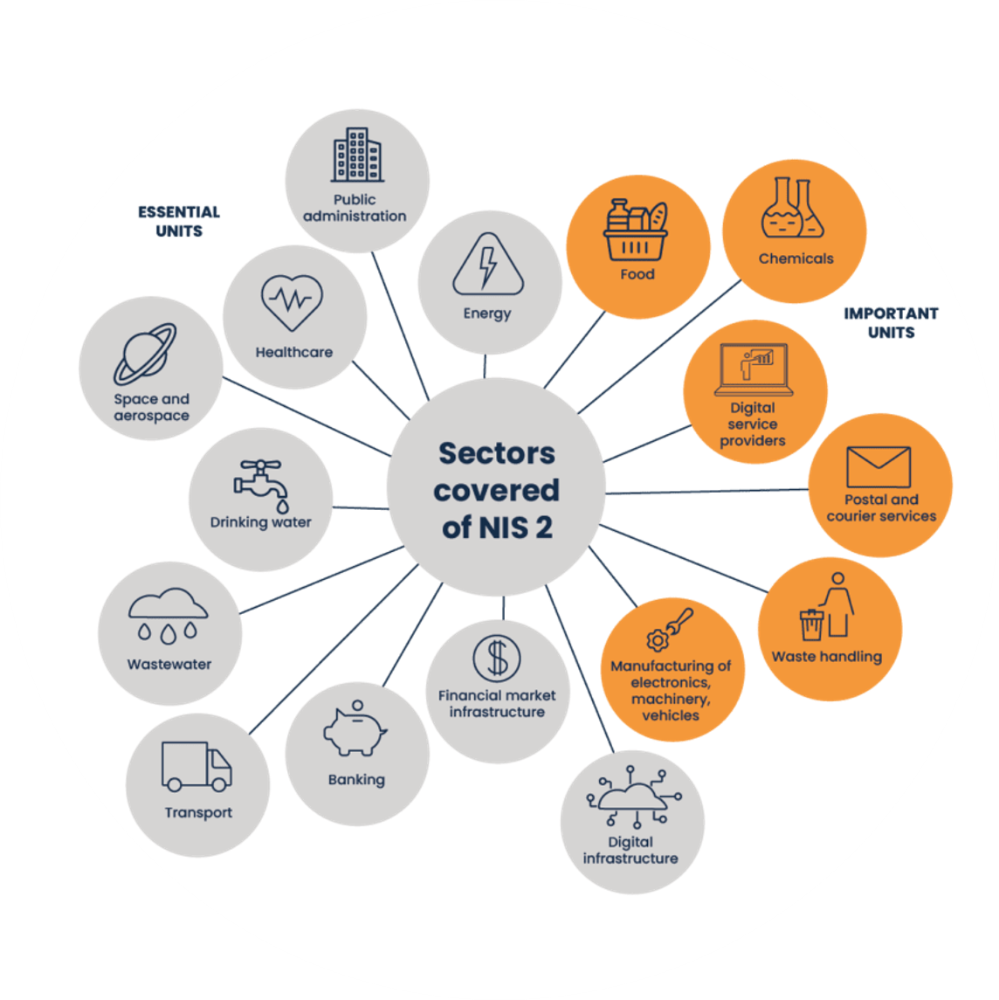 Public
administration
ESSENTIAL
UNITS
Energy
Food
Chemicals
Healthcare
IMPORTANT
UNITS
Space and
aerospace
Digital
service
providers
Sectors
covered
of NIS 2
Drinking water
Postal and
courier services
Wastewater
Waste handling
Manufacturing of
electronics,
machinery,
vehicles
Financial market
infrastructure
Banking
Transport
Digital
infrastructure